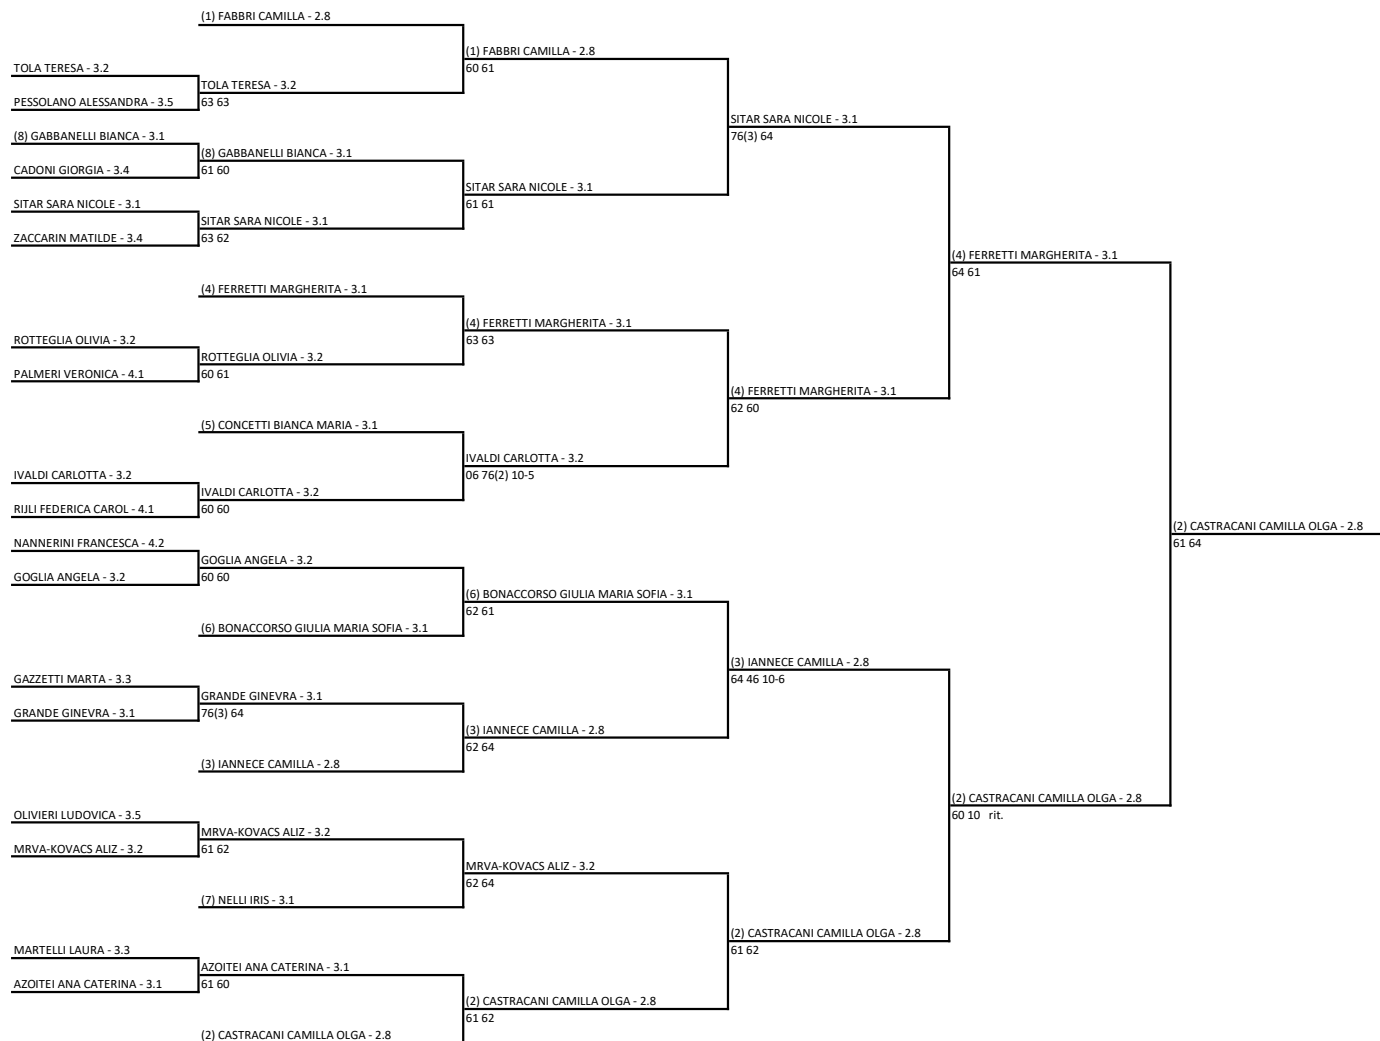 (1) FABBRI CAMILLA - 2.8
(1) FABBRI CAMILLA - 2.8
60 61
TOLA TERESA - 3.2
TOLA TERESA - 3.2
63 63
PESSOLANO ALESSANDRA - 3.5
SITAR SARA NICOLE - 3.1
76(3) 64
(8) GABBANELLI BIANCA - 3.1
(8) GABBANELLI BIANCA - 3.1
61 60
CADONI GIORGIA - 3.4
SITAR SARA NICOLE - 3.1
61 61
SITAR SARA NICOLE - 3.1
SITAR SARA NICOLE - 3.1
63 62
ZACCARIN MATILDE - 3.4
(4) FERRETTI MARGHERITA - 3.1
64 61
(4) FERRETTI MARGHERITA - 3.1
(4) FERRETTI MARGHERITA - 3.1
63 63
ROTTEGLIA OLIVIA - 3.2
ROTTEGLIA OLIVIA - 3.2
60 61
PALMERI VERONICA - 4.1
(4) FERRETTI MARGHERITA - 3.1
62 60
(5) CONCETTI BIANCA MARIA - 3.1
IVALDI CARLOTTA - 3.2
06 76(2) 10-5
IVALDI CARLOTTA - 3.2
IVALDI CARLOTTA - 3.2
60 60
RIJLI FEDERICA CAROL - 4.1
(2) CASTRACANI CAMILLA OLGA - 2.8
61 64
NANNERINI FRANCESCA - 4.2
GOGLIA ANGELA - 3.2
60 60
GOGLIA ANGELA - 3.2
(6) BONACCORSO GIULIA MARIA SOFIA - 3.1
62 61
(6) BONACCORSO GIULIA MARIA SOFIA - 3.1
(3) IANNECE CAMILLA - 2.8
64 46 10-6
GAZZETTI MARTA - 3.3
GRANDE GINEVRA - 3.1
76(3) 64
GRANDE GINEVRA - 3.1
(3) IANNECE CAMILLA - 2.8
62 64
(3) IANNECE CAMILLA - 2.8
(2) CASTRACANI CAMILLA OLGA - 2.8
60 10 rit.
OLIVIERI LUDOVICA - 3.5
MRVA-KOVACS ALIZ - 3.2
61 62
MRVA-KOVACS ALIZ - 3.2
MRVA-KOVACS ALIZ - 3.2
62 64
(7) NELLI IRIS - 3.1
(2) CASTRACANI CAMILLA OLGA - 2.8
61 62
MARTELLI LAURA - 3.3
AZOITEI ANA CATERINA - 3.1
61 60
AZOITEI ANA CATERINA - 3.1
(2) CASTRACANI CAMILLA OLGA - 2.8
61 62
(2) CASTRACANI CAMILLA OLGA - 2.8